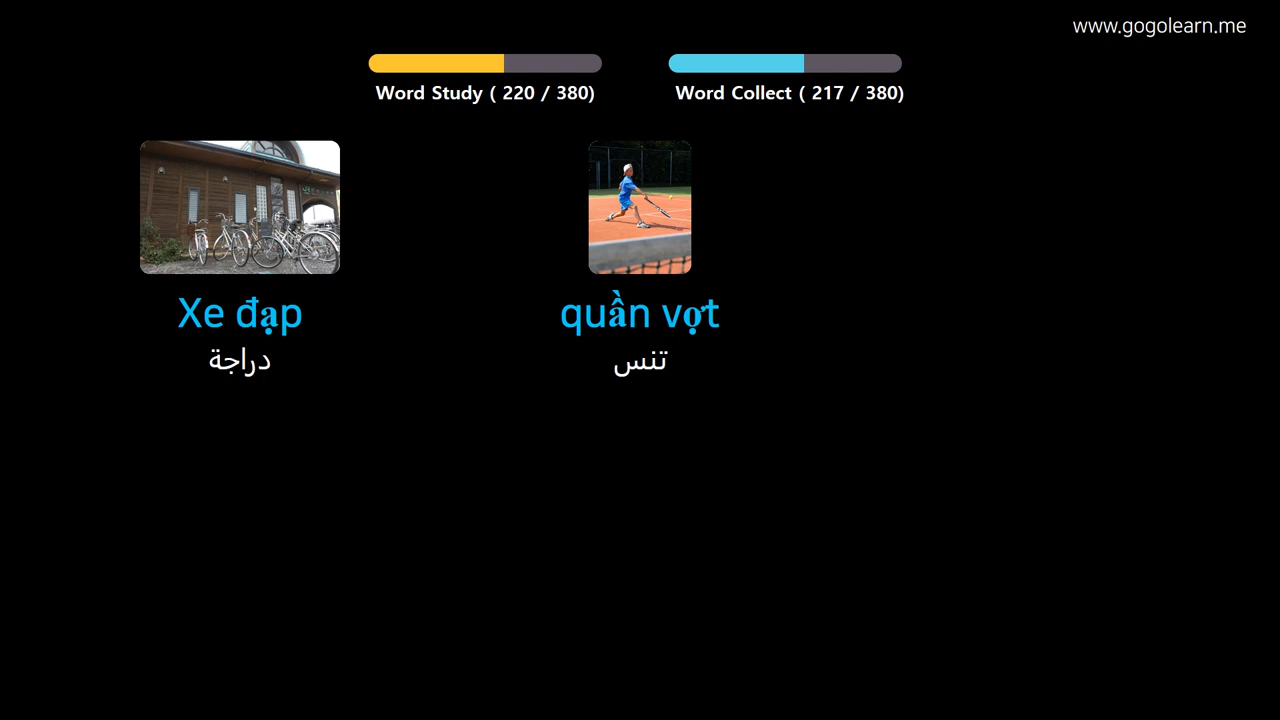 www.gogolearn.me
Word Study ( 220 / 380)
Word Collect ( 217 / 380)
Xe đạp
quần vợt
دراجة
تنس